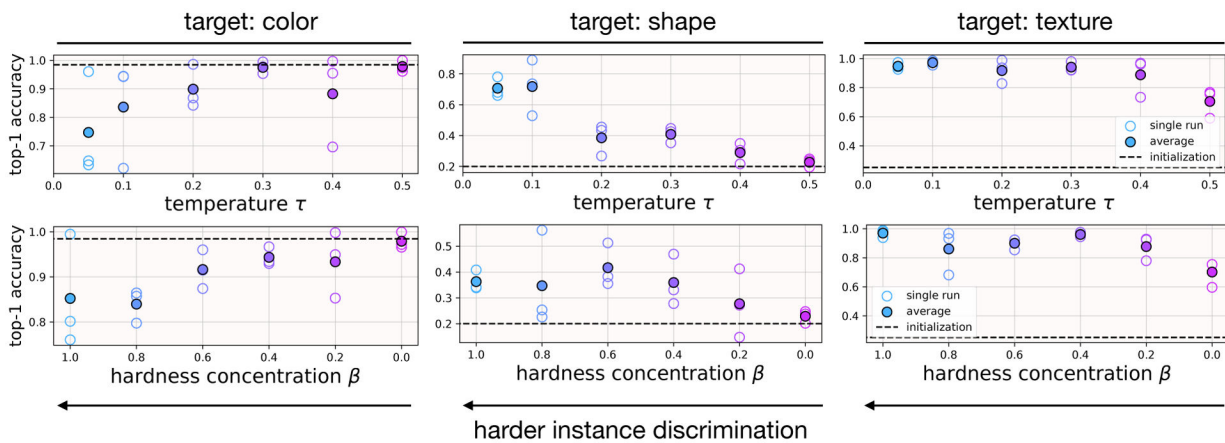 target: color
target: shape
target: texture
top-1 accuracy
1.0
0.9
0.8
0.7
0.0 0.1 0.2 0.3 0.4 0.5
temperature τ
0.8
0.6
0.4
0.2
0.0 0.1 0.2 0.3 0.4 0.5
temperature τ
1.0
0.8
0.6
0.4
single run
average
initialization
0.0 0.1 0.2 0.3 0.4 0.5
temperature τ
top-1 accuracy
1.0
0.9
0.8
1.0 0.8 0.6 0.4 0.2 0.0
hardness concentration β
0.5
0.4
0.3
0.2
1.0 0.8 0.6 0.4 0.2 0.0
hardness concentration β
1.0
0.8
0.6
0.4
single run
average
initialization
1.0 0.8 0.6 0.4 0.2 0.0
hardness concentration β
harder instance discrimination